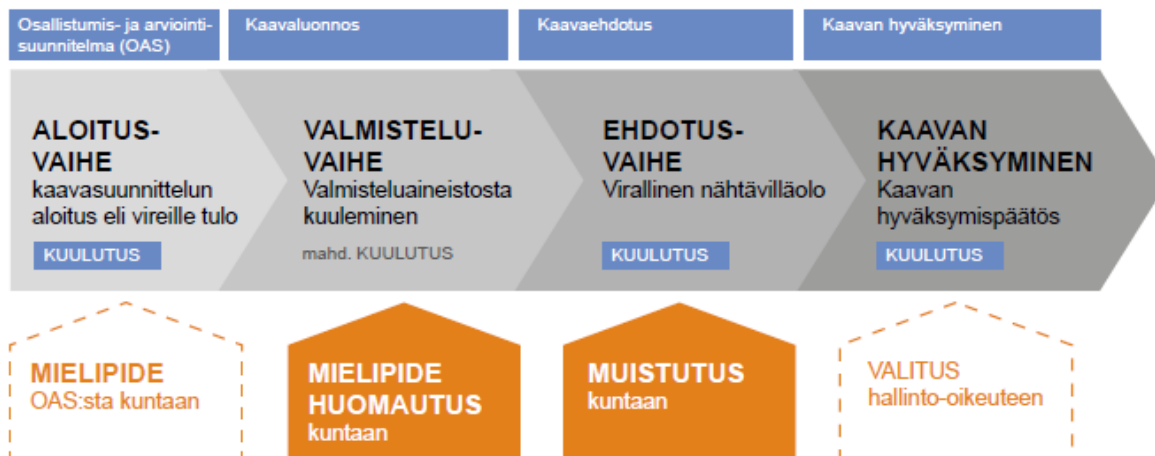 Osallistumis- ja arviointi-
suunnitelma (OAS)
Kaavaluonnos
Kaavaehdotus
Kaavan hyväksyminen
ALOITUS-
VAIHE
kaavasuunnittelun
aloitus eli vireille tulo
KUULUTUS
VALMISTELU-
VAIHE
Valmisteluaineistosta
kuuleminen
mahd. KUULUTUS
EHDOTUS-
VAIHE
Virallinen nähtävilläolo
KUULUTUS
KAAVAN
HYVÄKSYMINEN
Kaavan
hyväksymispäätös
KUULUTUS
MIELIPIDE
OAS:sta kuntaan
MIELIPIDE
HUOMAUTUS
kuntaan
MUISTUTUS
kuntaan
VALITUS
hallinto-oikeuteen